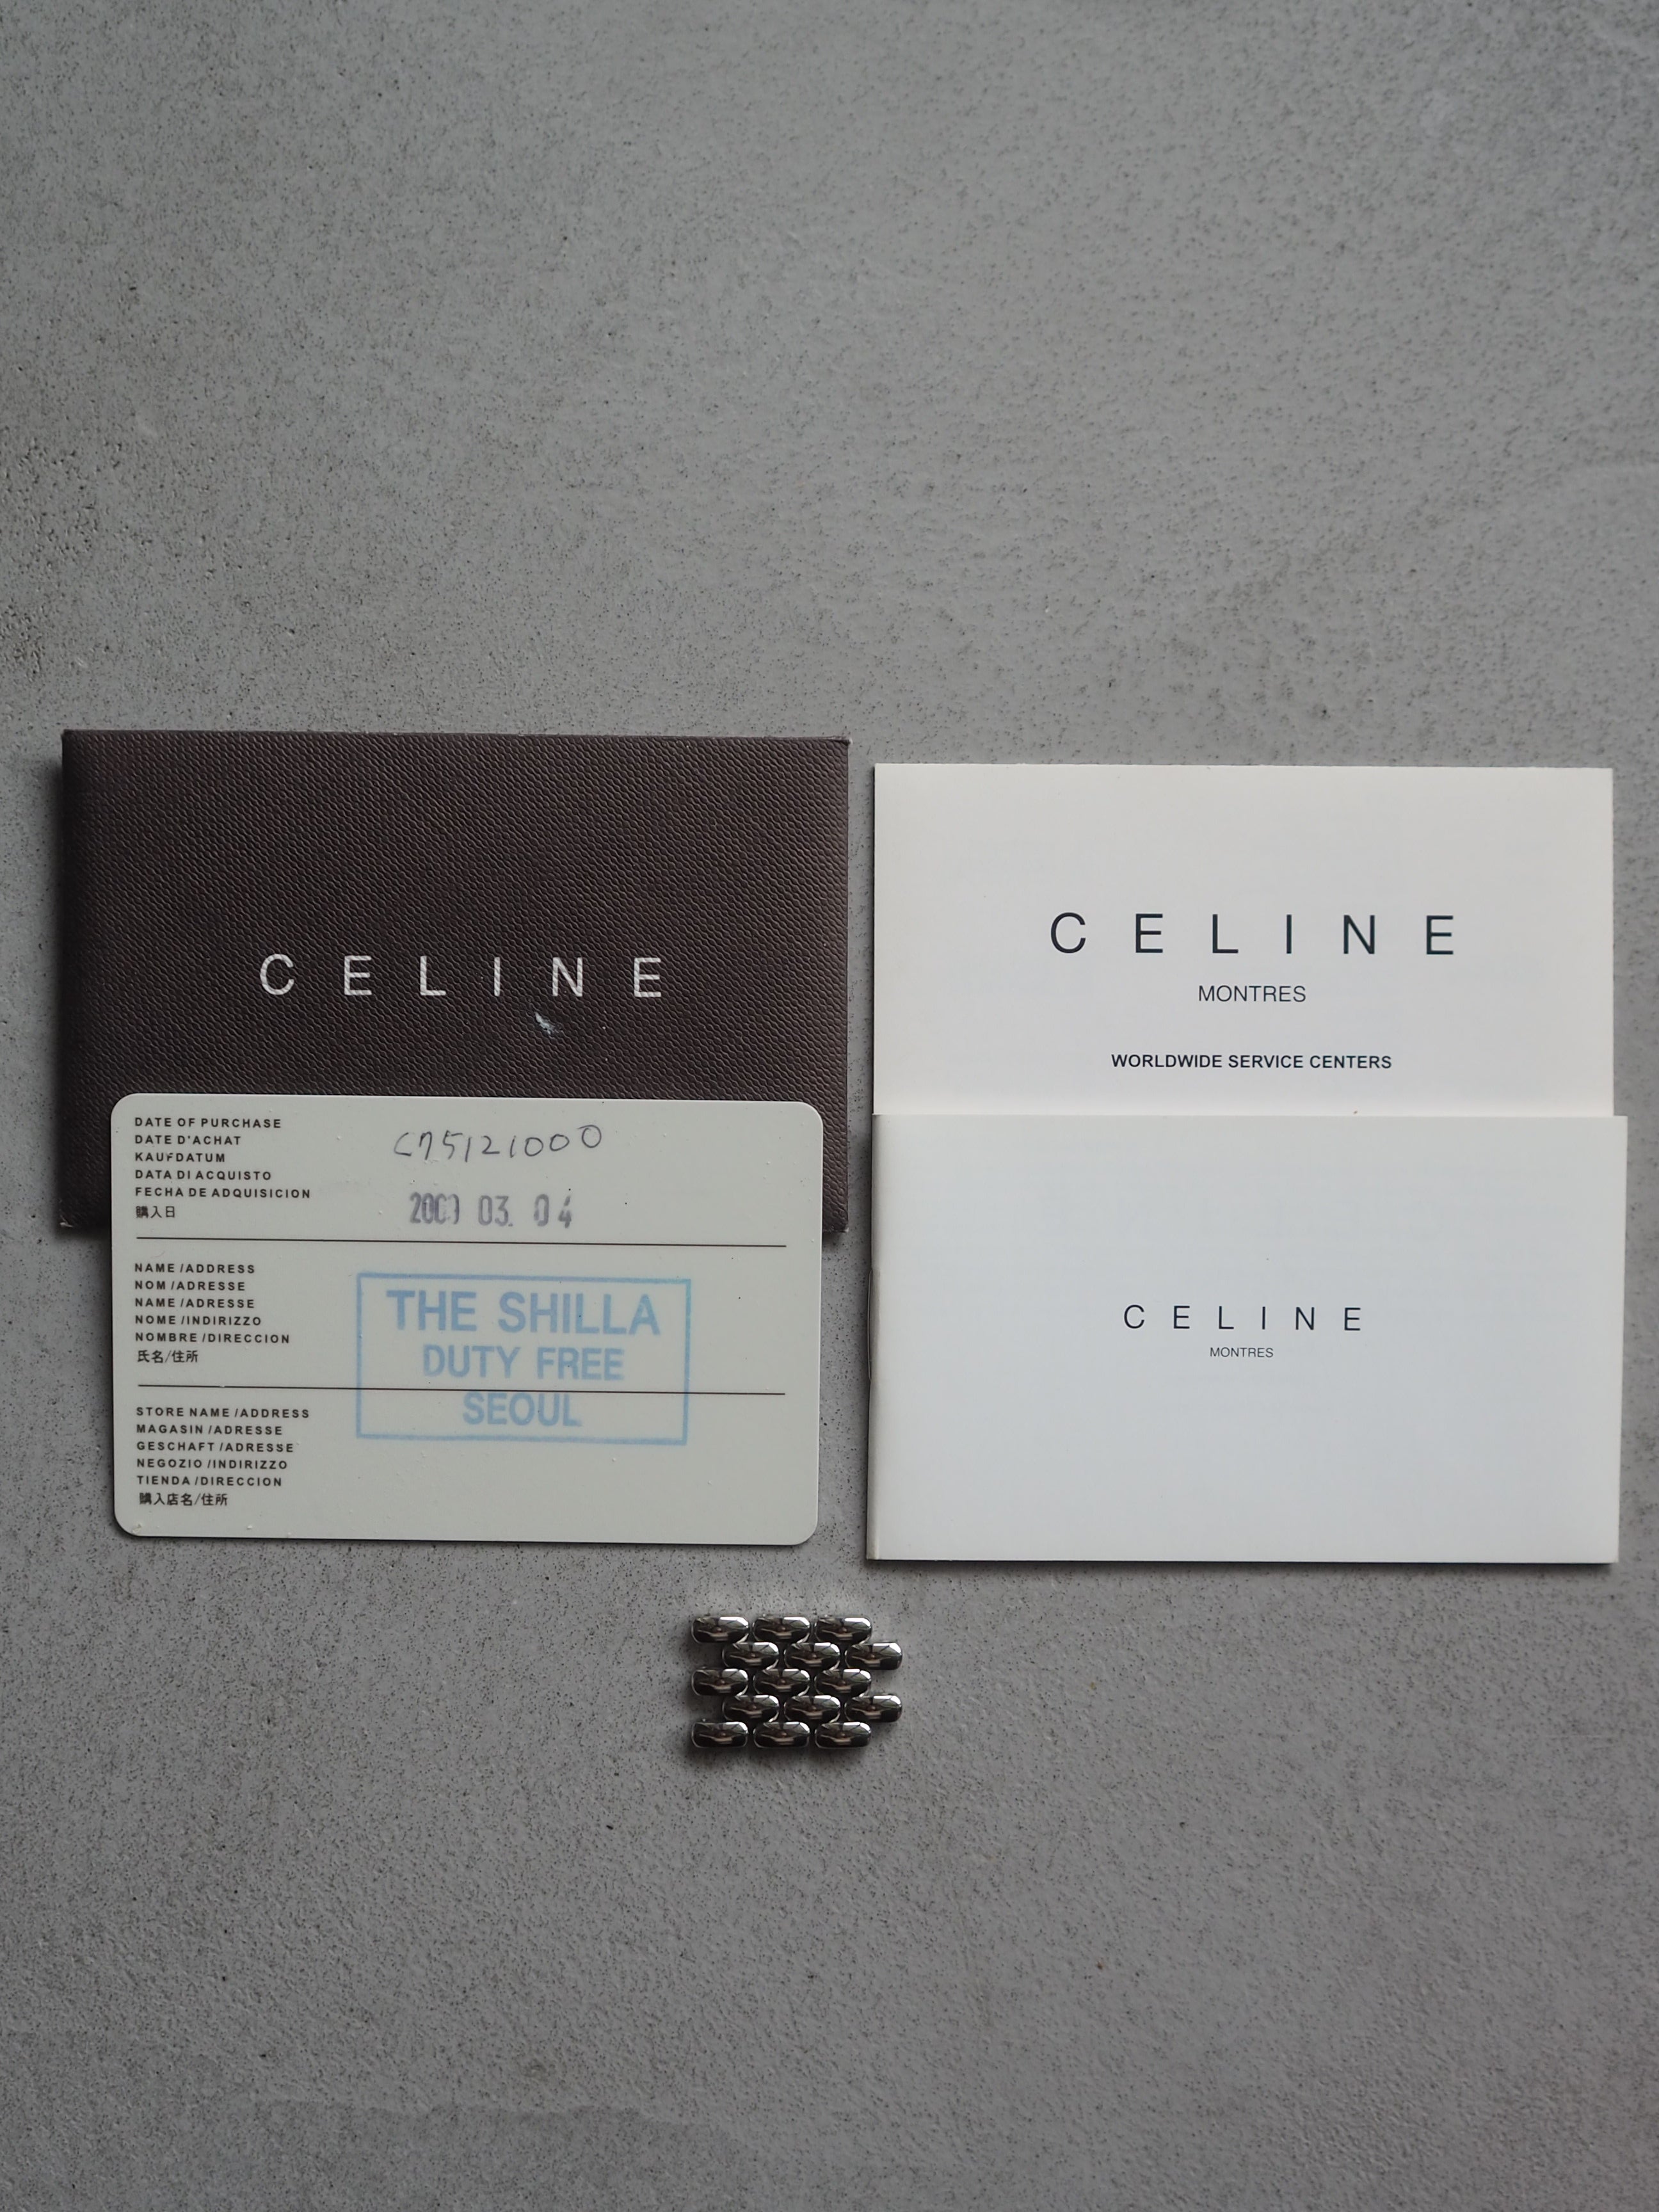 CELINE
DATE OF PURCHASE
DATE D'ACHAT
KAUFDATUM
DATA DI ACQUISTO
FECHA DE ADQUISICION
購入日
C75121000
03. 04
NAME /ADDRESS
NOM /ADRESSE
NAME /ADRESSE
NOME /INDIRIZZO
NOMBRE /DIRECCION
氏名/住所
THE SHILLA
DUTY FREE
SEOUL
STORE NAME /ADDRESS
MAGASIN /ADRESSE
GESCHAFT /ADRESSE
NEGOZIO /INDIRIZZO
TIENDA /DIRECCION
購入店名/住所
CELINE
MONTRES
WORLDWIDE SERVICE CENTERS
CELINE
MONTRES